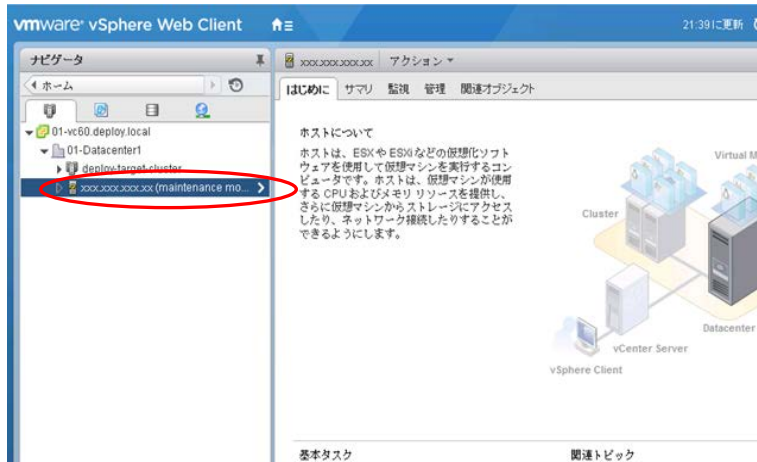 vmware® vSphere Web Client
21:39に更新
ナビゲータ
ホーム
01-vc60.deploy.local
01-Datacenter1
deploy-target-cluster
xxx.xxx.xxx.xx (maintenance mo...
xxx.xxx.xxx.xx アクション
はじめに サマリ 監視 管理 関連オブジェクト
ホストについて
ホストは、ESX や ESXi などの仮想化ソフト
ウェアを使用して仮想マシンを実行するコン
ピュータです。ホストは、仮想マシンが使用
する CPU およびメモリ リソースを提供し、
さらに仮想マシンからストレージにアクセス
したり、ネットワーク接続したりすることが
できるようにします。
Virtual M
Cluster
Datacenter
vCenter Server
vSphere Client
基本タスク 関連トピック